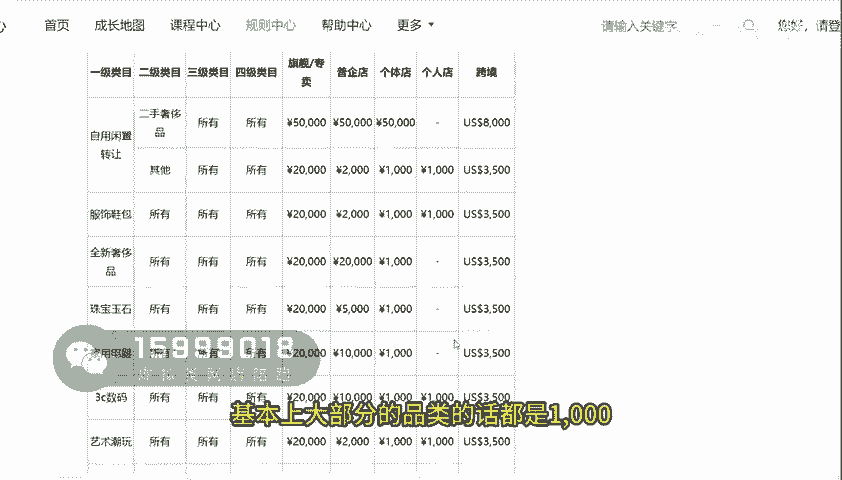 首页 成长地图 课程中心 规则中心 帮助中心 更多 请输入关键字 您好，请登
一级类目 二级类目 三级类目 四级类目 旗舰/专卖 普企店 个体店 个人店 跨境
自用闲置转让 二手奢侈品 所有 所有 ¥50,000 ¥50,000 ¥50,000 - US$8,000
其他 所有 所有 ¥20,000 ¥2,000 ¥1,000 ¥1,000 US$3,500
服饰鞋包 所有 所有 所有 ¥20,000 ¥2,000 ¥1,000 ¥1,000 US$3,500
全新奢侈品 所有 所有 所有 ¥20,000 ¥20,000 ¥1,000 - US$3,500
珠宝玉石 所有 所有 所有 ¥20,000 ¥5,000 ¥1,000 - US$3,500
15999018
家用电器 所有 所有 所有 ¥20,000 ¥10,000 ¥1,000 - US$3,500
3c数码 所有 所有 所有 ¥20,000 ¥10,000 ¥1,000 ¥1,000 US$3,500
基本上大部分的品类的话都是1,000
艺术潮玩 所有 所有 所有 ¥20,000 ¥2,000 ¥1,000 ¥1,000 US$3,500